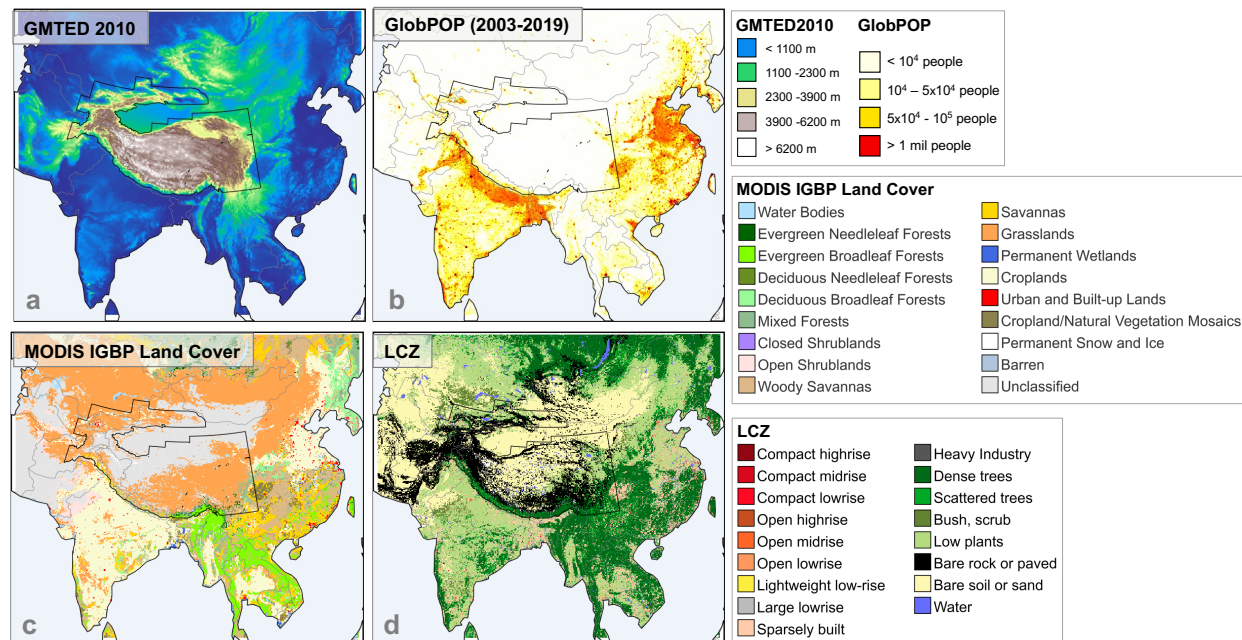 GMTED 2010
a
GlobPOP (2003-2019)
b
GMTED2010
< 1100 m
1100 -2300 m
2300 -3900 m
3900 -6200 m
> 6200 m
GlobPOP
< 10⁴ people
10⁴ – 5x10⁴ people
5x10⁴ - 10⁵ people
> 1 mil people
MODIS IGBP Land Cover
Water Bodies
Evergreen Needleleaf Forests
Evergreen Broadleaf Forests
Deciduous Needleleaf Forests
Deciduous Broadleaf Forests
Mixed Forests
Closed Shrublands
Open Shrublands
Woody Savannas
Savannas
Grasslands
Permanent Wetlands
Croplands
Urban and Built-up Lands
Cropland/Natural Vegetation Mosaics
Permanent Snow and Ice
Barren
Unclassified
MODIS IGBP Land Cover
c
LCZ
d
LCZ
Compact highrise
Compact midrise
Compact lowrise
Open highrise
Open midrise
Open lowrise
Lightweight low-rise
Large lowrise
Sparsely built
Heavy Industry
Dense trees
Scattered trees
Bush, scrub
Low plants
Bare rock or paved
Bare soil or sand
Water